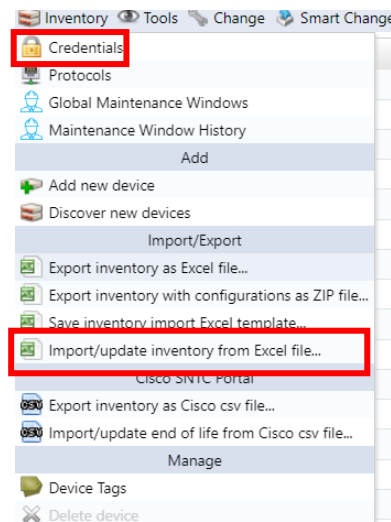 Inventory Tools Change Smart Change
Credentials
Protocols
Global Maintenance Windows
Maintenance Window History
Add
Add new device
Discover new devices
Import/Export
Export inventory as Excel file...
Export inventory with configurations as ZIP file...
Save inventory import Excel template...
Import/update inventory from Excel file...
Cisco SNTC Portal
CSV Export inventory as Cisco csv file...
CSV Import/update end of life from Cisco csv file...
Manage
Device Tags
Delete device